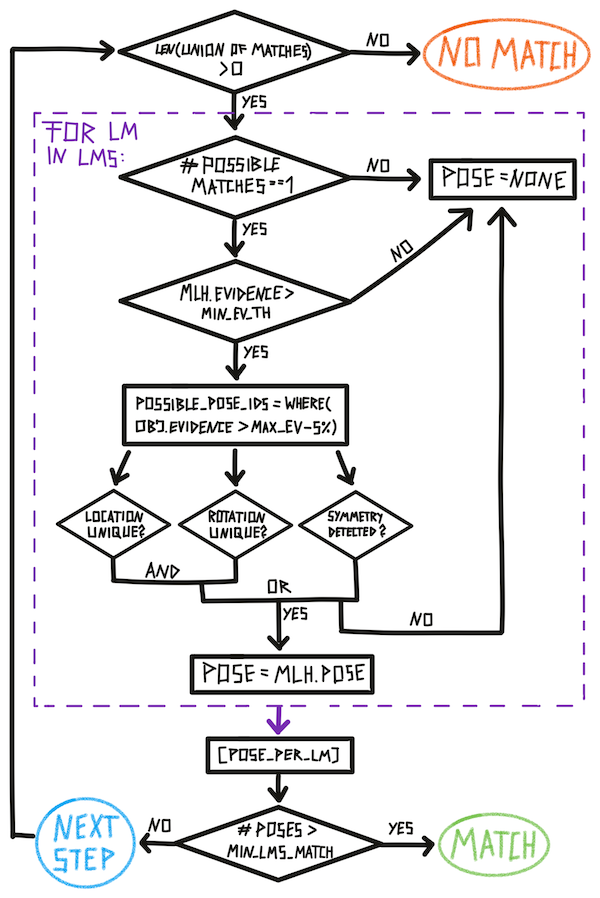 LEN(UNION OF MATCHES)
>0
NO
NO MATCH
YES
FOR LM
IN LMS:
#POSSIBLE
MATCHES==1
NO
POSE=NONE
YES
NO
MLH.EVIDENCE>
MIN_EV_TH
YES
POSSIBLE_POSE_IDS=WHERE(
OBJ.EVIDENCE>MAX_EV-5%)
LOCATION
UNIQUE?
ROTATION
UNIQUE?
SYMMETRY
DETECTED?
AND
OR
YES
NO
POSE=MLH.POSE
[POSE_PER_LM]
#POSES>
MIN_LMS_MATCH
NO
NEXT
STEP
YES
MATCH